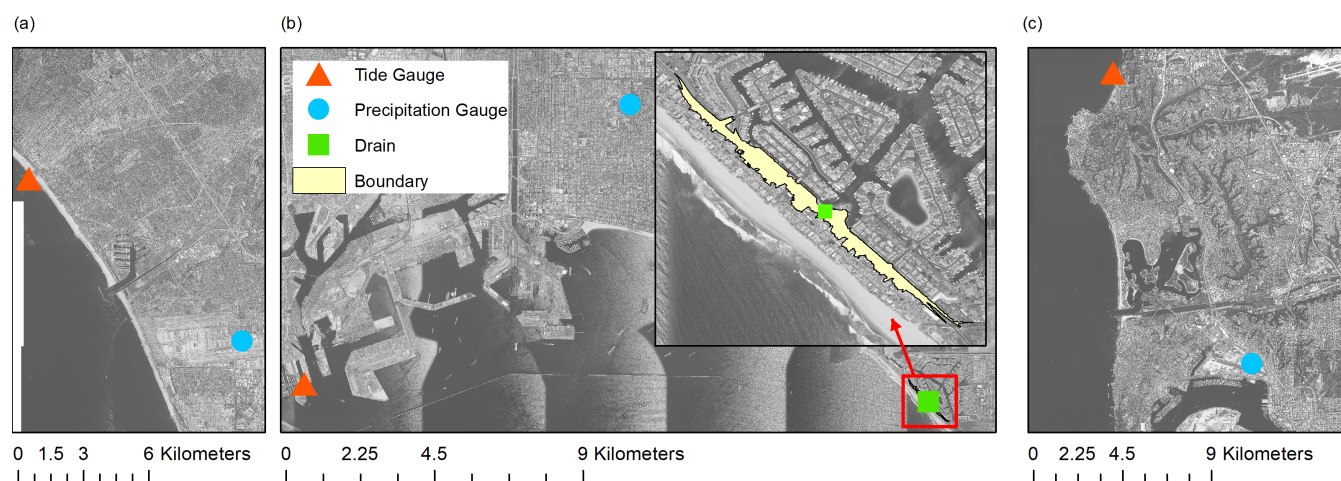 (a)
(b)
(c)
Tide Gauge
Precipitation Gauge
Drain
Boundary
0 1.5 3 6 Kilometers
0 2.25 4.5 9 Kilometers
0 2.25 4.5 9 Kilometers